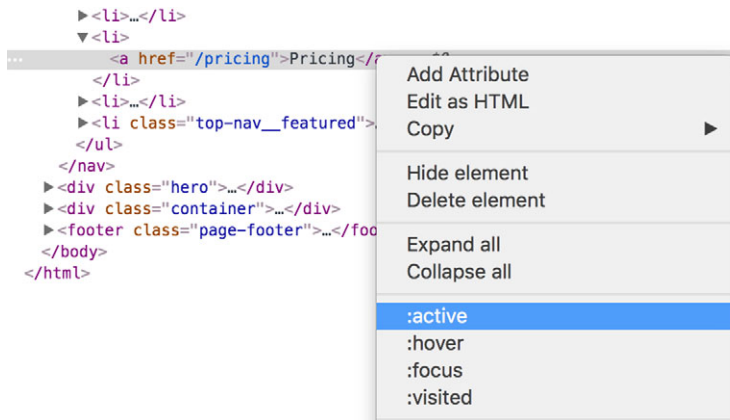 ▶<li>…</li>
▼<li>
<a href="/pricing">Pricing</a
</li>
▶<li>…</li>
▶<li class="top-nav__featured">
</ul>
</nav>
▶<div class="hero">…</div>
▶<div class="container">…</div>
▶<footer class="page-footer">…</foo
</body>
</html>
Add Attribute
Edit as HTML
Copy ▶
Hide element
Delete element
Expand all
Collapse all
:active
:hover
:focus
:visited